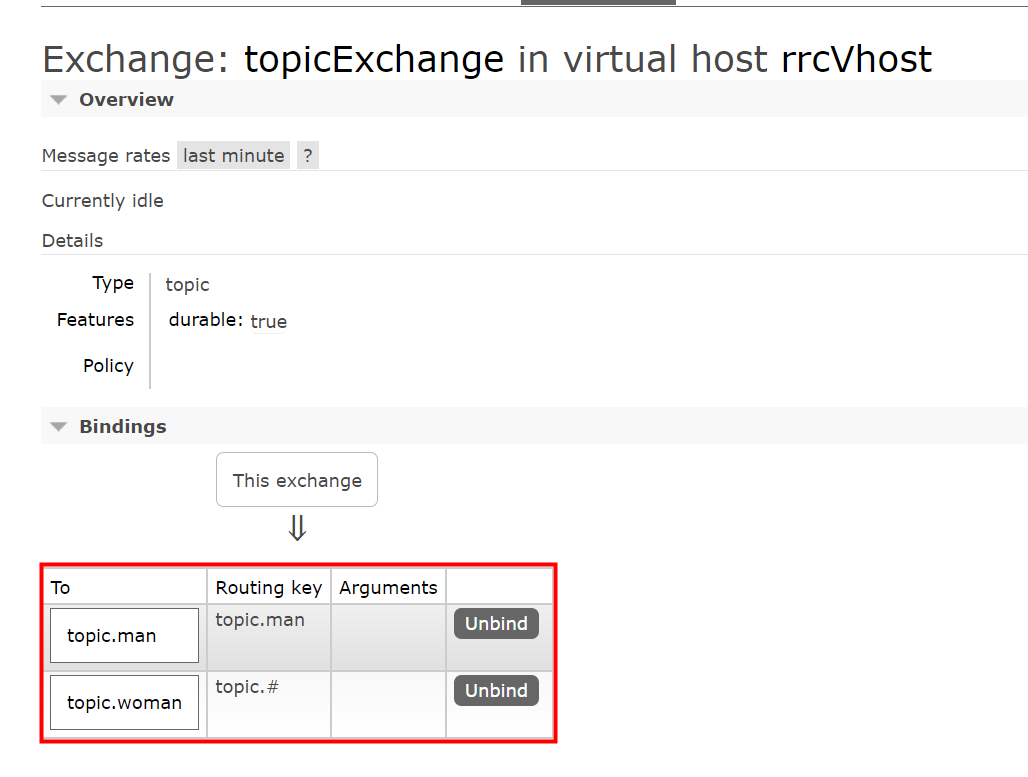 Exchange: topicExchange in virtual host rrcVhost
Overview
Message rates last minute ?
Currently idle
Details
Type topic
Features durable: true
Policy
Bindings
This exchange
⇓
To Routing key Arguments
topic.man topic.man Unbind
topic.woman topic.# Unbind